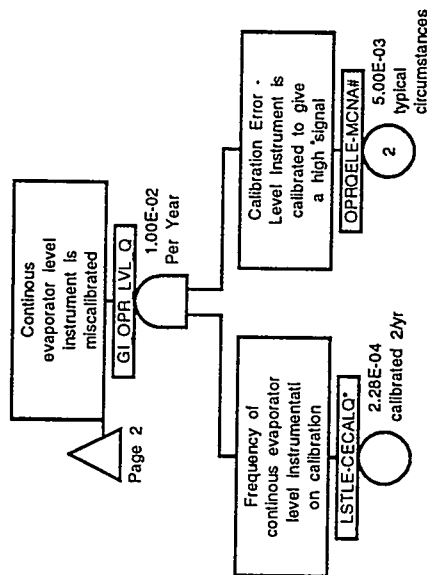 Continous
evaporator level
instrument is
miscalibrated
GI OPR LVL Q
1.00E-02
Per Year
Page 2
Frequency of
continous evaporator
level Instrumentati
on calibration
LSTLE-CECALQ*
2.28E-04
calibrated 2/yr
Calibration Error -
Level Instrument is
calibrated to give
a high signal
OPRQELE-MCNA#
2
5.00E-03
typical
circumstances